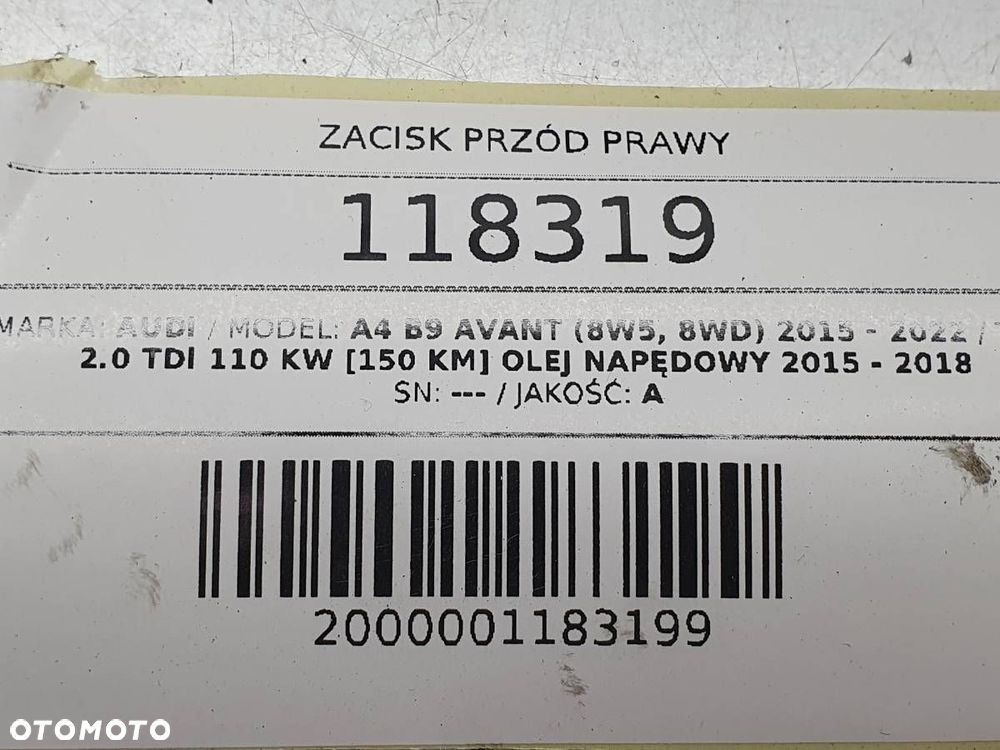 ZACISK PRZÓD PRAWY
118319
MARKA: AUDI / MODEL: A4 B9 AVANT (8W5, 8WD) 2015 - 2022 /
2.0 TDI 110 KW [150 KM] OLEJ NAPĘDOWY 2015 - 2018
SN: --- / JAKOŚĆ: A
2000001183199
OTOMOTO